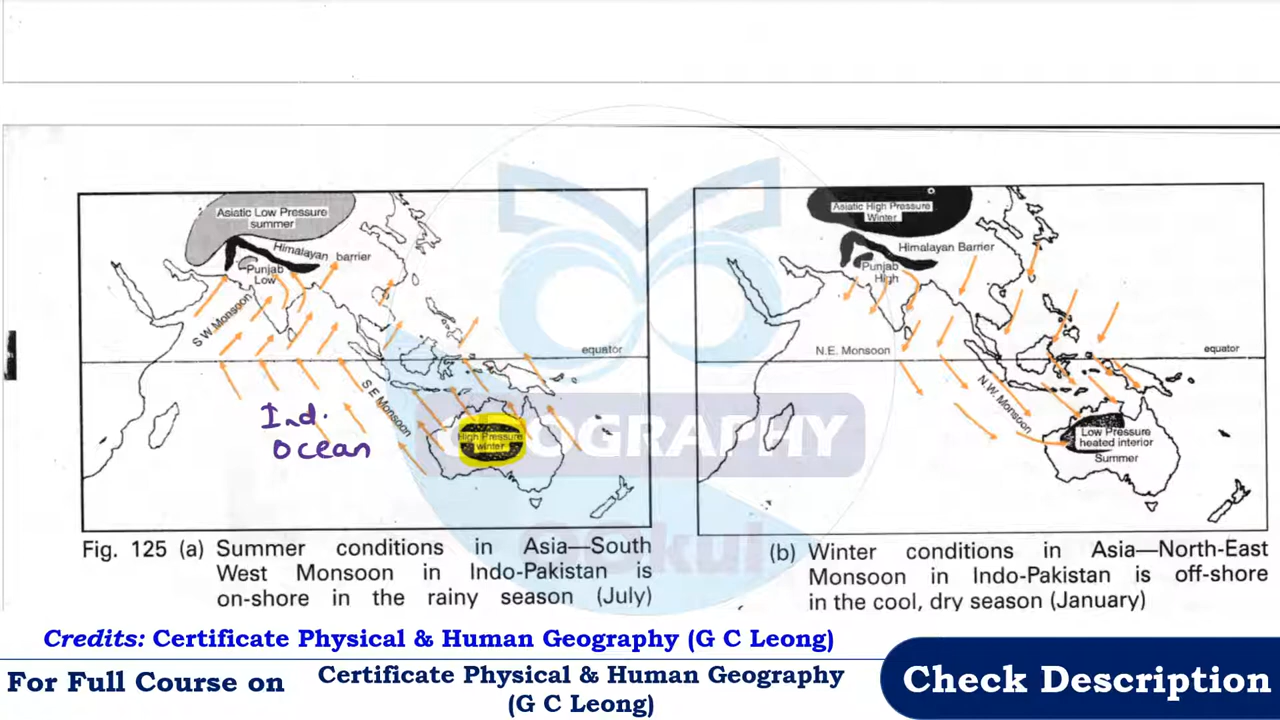 Asiatic Low Pressure
summer
Himalayan barrier
Punjab
Low
S W Monsoon
equator
S E Monsoon
Ind.
Ocean
High Pressure
winter
Asiatic High Pressure
Winter
Himalayan Barrier
Punjab
High
N.E. Monsoon
equator
N.W. Monsoon
Low Pressure
heated interior
Summer
GEOGRAPHY
Fig. 125 (a) Summer conditions in Asia—South
West Monsoon in Indo-Pakistan is
on-shore in the rainy season (July)
(b) Winter conditions in Asia—North-East
Monsoon in Indo-Pakistan is off-shore
in the cool, dry season (January)
Credits: Certificate Physical & Human Geography (G C Leong)
For Full Course on
Certificate Physical & Human Geography
(G C Leong)
Check Description